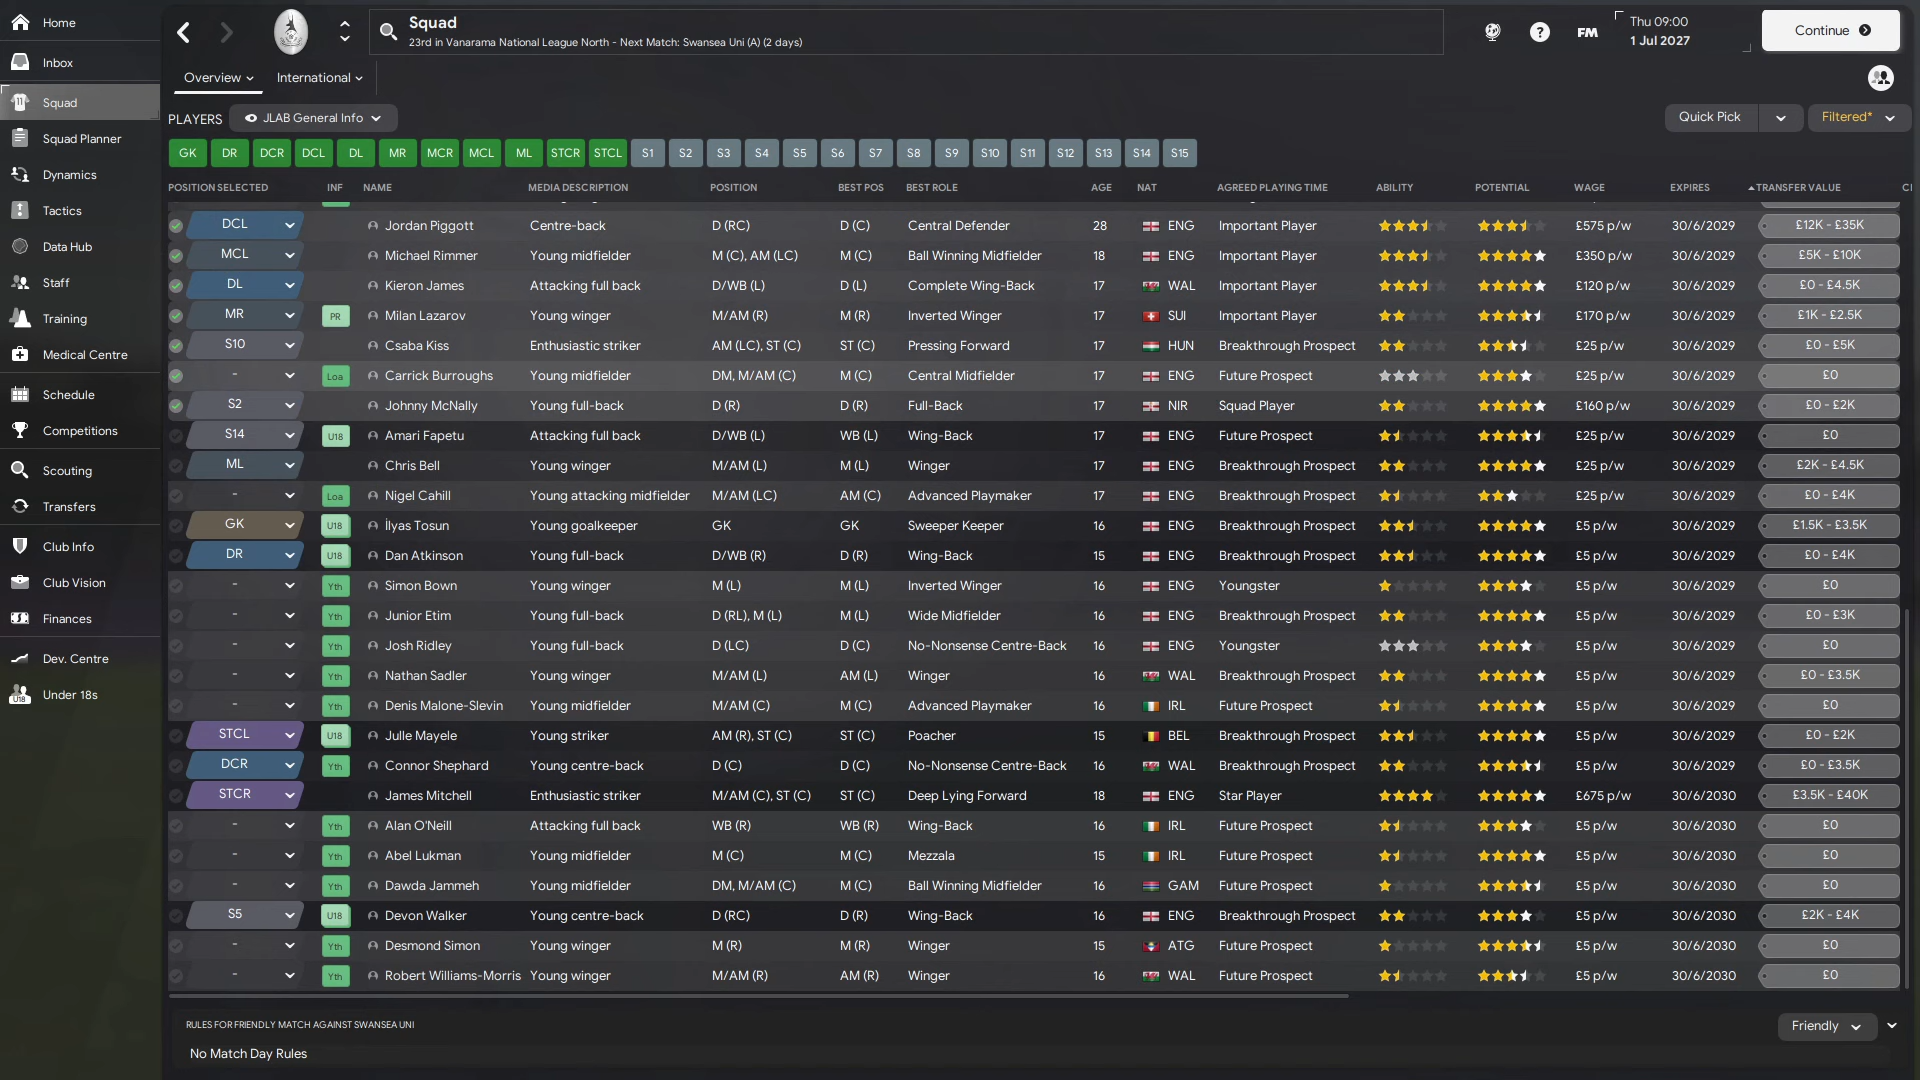 Home
Inbox
Squad
Squad Planner
Dynamics
Tactics
Data Hub
Staff
Training
Medical Centre
Schedule
Competitions
Scouting
Transfers
Club Info
Club Vision
Finances
Dev. Centre
Under 18s
Squad
23rd in Vanarama National League North - Next Match: Swansea Uni (A) (2 days)
FM
Thu 09:00
1 Jul 2027
Continue
Overview International
PLAYERS JLAB General Info Quick Pick Filtered*
GK DR DCR DCL DL MR MCR MCL ML STCR STCL S1 S2 S3 S4 S5 S6 S7 S8 S9 S10 S11 S12 S13 S14 S15
POSITION SELECTED INF NAME MEDIA DESCRIPTION POSITION BEST POS BEST ROLE AGE NAT AGREED PLAYING TIME ABILITY POTENTIAL WAGE EXPIRES TRANSFER VALUE
DCL Jordan Piggott Centre-back D (RC) D (C) Central Defender 28 ENG Important Player £575 p/w 30/6/2029 £12K - £35K
MCL Michael Rimmer Young midfielder M (C), AM (LC) M (C) Ball Winning Midfielder 18 ENG Important Player £350 p/w 30/6/2029 £5K - £10K
DL Kieron James Attacking full back D/WB (L) D (L) Complete Wing-Back 17 WAL Important Player £120 p/w 30/6/2029 £0 - £4.5K
MR PR Milan Lazarov Young winger M/AM (R) M (R) Inverted Winger 17 SUI Important Player £170 p/w 30/6/2029 £1K - £2.5K
S10 Csaba Kiss Enthusiastic striker AM (LC), ST (C) ST (C) Pressing Forward 17 HUN Breakthrough Prospect £25 p/w 30/6/2029 £0 - £5K
- Loa Carrick Burroughs Young midfielder DM, M/AM (C) M (C) Central Midfielder 17 ENG Future Prospect £25 p/w 30/6/2029 £0
S2 Johnny McNally Young full-back D (R) D (R) Full-Back 17 NIR Squad Player £160 p/w 30/6/2029 £0 - £2K
S14 U18 Amari Fapetu Attacking full back D/WB (L) WB (L) Wing-Back 17 ENG Future Prospect £25 p/w 30/6/2029 £0
ML Chris Bell Young winger M/AM (L) M (L) Winger 17 ENG Breakthrough Prospect £25 p/w 30/6/2029 £2K - £4.5K
- Loa Nigel Cahill Young attacking midfielder M/AM (LC) AM (C) Advanced Playmaker 17 ENG Breakthrough Prospect £25 p/w 30/6/2029 £0 - £4K
GK U18 İlyas Tosun Young goalkeeper GK GK Sweeper Keeper 16 ENG Breakthrough Prospect £5 p/w 30/6/2029 £1.5K - £3.5K
DR U18 Dan Atkinson Young full-back D/WB (R) D (R) Wing-Back 15 ENG Breakthrough Prospect £5 p/w 30/6/2029 £0 - £4K
- Yth Simon Bown Young winger M (L) M (L) Inverted Winger 16 ENG Youngster £5 p/w 30/6/2029 £0
- Yth Junior Etim Young full-back D (RL), M (L) M (L) Wide Midfielder 16 ENG Breakthrough Prospect £5 p/w 30/6/2029 £0 - £3K
- Yth Josh Ridley Young full-back D (LC) D (C) No-Nonsense Centre-Back 16 ENG Youngster £5 p/w 30/6/2029 £0
- Yth Nathan Sadler Young winger M/AM (L) AM (L) Winger 16 WAL Breakthrough Prospect £5 p/w 30/6/2029 £0 - £3.5K
- Yth Denis Malone-Slevin Young midfielder M/AM (C) M (C) Advanced Playmaker 16 IRL Future Prospect £5 p/w 30/6/2029 £0
STCL U18 Julle Mayele Young striker AM (R), ST (C) ST (C) Poacher 15 BEL Breakthrough Prospect £5 p/w 30/6/2029 £0 - £2K
DCR Yth Connor Shephard Young centre-back D (C) D (C) No-Nonsense Centre-Back 16 WAL Breakthrough Prospect £5 p/w 30/6/2029 £0 - £3.5K
STCR James Mitchell Enthusiastic striker M/AM (C), ST (C) ST (C) Deep Lying Forward 18 ENG Star Player £675 p/w 30/6/2030 £3.5K - £40K
- Yth Alan O'Neill Attacking full back WB (R) WB (R) Wing-Back 16 IRL Future Prospect £5 p/w 30/6/2030 £0
- Yth Abel Lukman Young midfielder M (C) M (C) Mezzala 15 IRL Future Prospect £5 p/w 30/6/2030 £0
- Yth Dawda Jammeh Young midfielder DM, M/AM (C) M (C) Ball Winning Midfielder 16 GAM Future Prospect £5 p/w 30/6/2030 £0
S5 U18 Devon Walker Young centre-back D (RC) D (R) Wing-Back 16 ENG Breakthrough Prospect £5 p/w 30/6/2030 £2K - £4K
- Yth Desmond Simon Young winger M (R) M (R) Winger 15 ATG Future Prospect £5 p/w 30/6/2030 £0
- Yth Robert Williams-Morris Young winger M/AM (R) AM (R) Winger 16 WAL Future Prospect £5 p/w 30/6/2030 £0
RULES FOR FRIENDLY MATCH AGAINST SWANSEA UNI
Friendly
No Match Day Rules